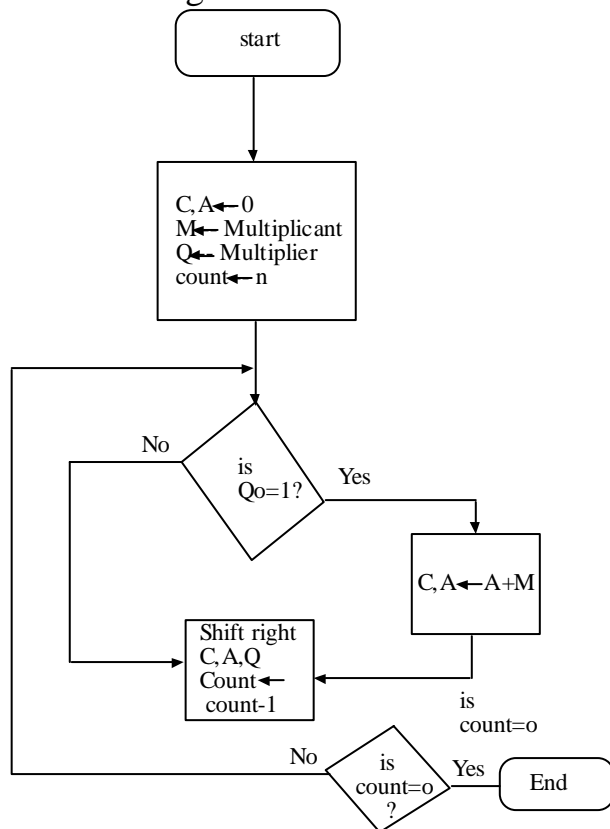 start
C,A←0
M← Multiplicant
Q← Multiplier
count←n
No
is
Qo=1?
Yes
C,A←A+M
Shift right
C,A,Q
Count←
count-1
is
count=o
No
is
count=o
?
Yes
End